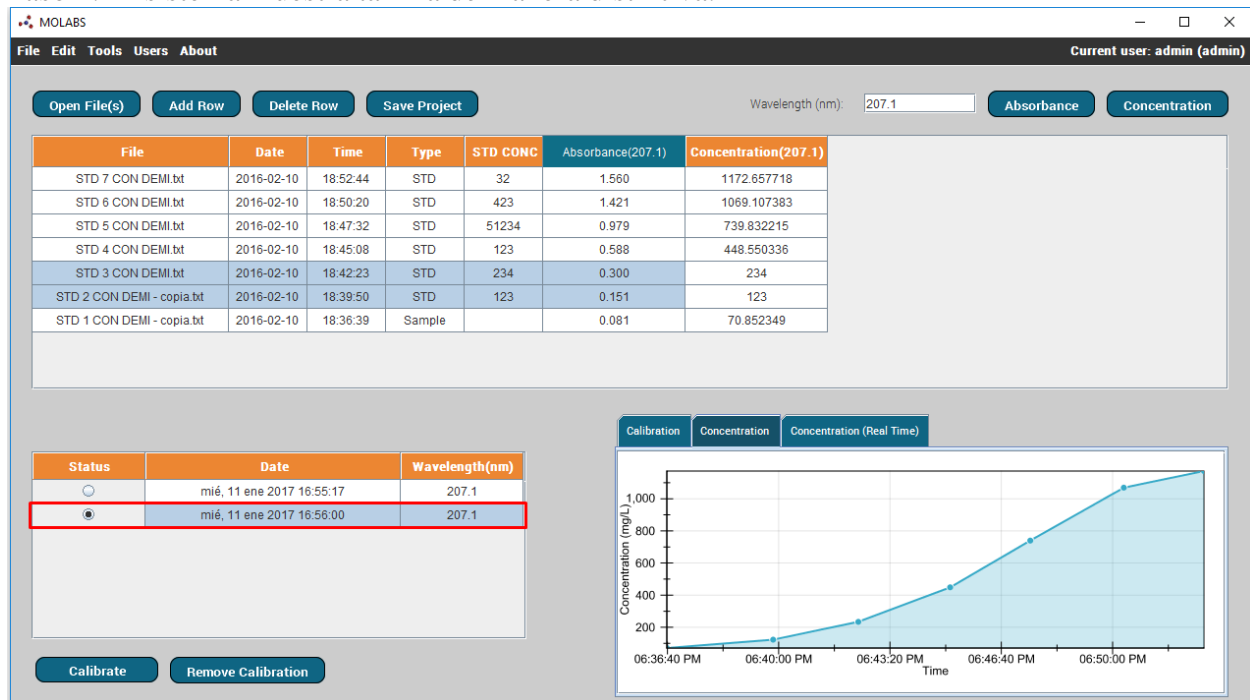 MOLABS
File Edit Tools Users About Current user: admin (admin)
Open File(s) Add Row Delete Row Save Project Wavelength (nm): 207.1 Absorbance Concentration
File Date Time Type STD CONC Absorbance(207.1) Concentration(207.1)
STD 7 CON DEMI.txt 2016-02-10 18:52:44 STD 32 1.560 1172.657718
STD 6 CON DEMI.txt 2016-02-10 18:50:20 STD 423 1.421 1069.107383
STD 5 CON DEMI.txt 2016-02-10 18:47:32 STD 51234 0.979 739.832215
STD 4 CON DEMI.txt 2016-02-10 18:45:08 STD 123 0.588 448.550336
STD 3 CON DEMI.txt 2016-02-10 18:42:23 STD 234 0.300 234
STD 2 CON DEMI - copia.txt 2016-02-10 18:39:50 STD 123 0.151 123
STD 1 CON DEMI - copia.txt 2016-02-10 18:36:39 Sample 0.081 70.852349
Calibration Concentration Concentration (Real Time)
Status Date Wavelength(nm)
mié, 11 ene 2017 16:55:17 207.1
mié, 11 ene 2017 16:56:00 207.1
Concentration (mg/L)
1,000
800
600
400
200
06:36:40 PM 06:40:00 PM 06:43:20 PM 06:46:40 PM 06:50:00 PM
Time
Calibrate Remove Calibration